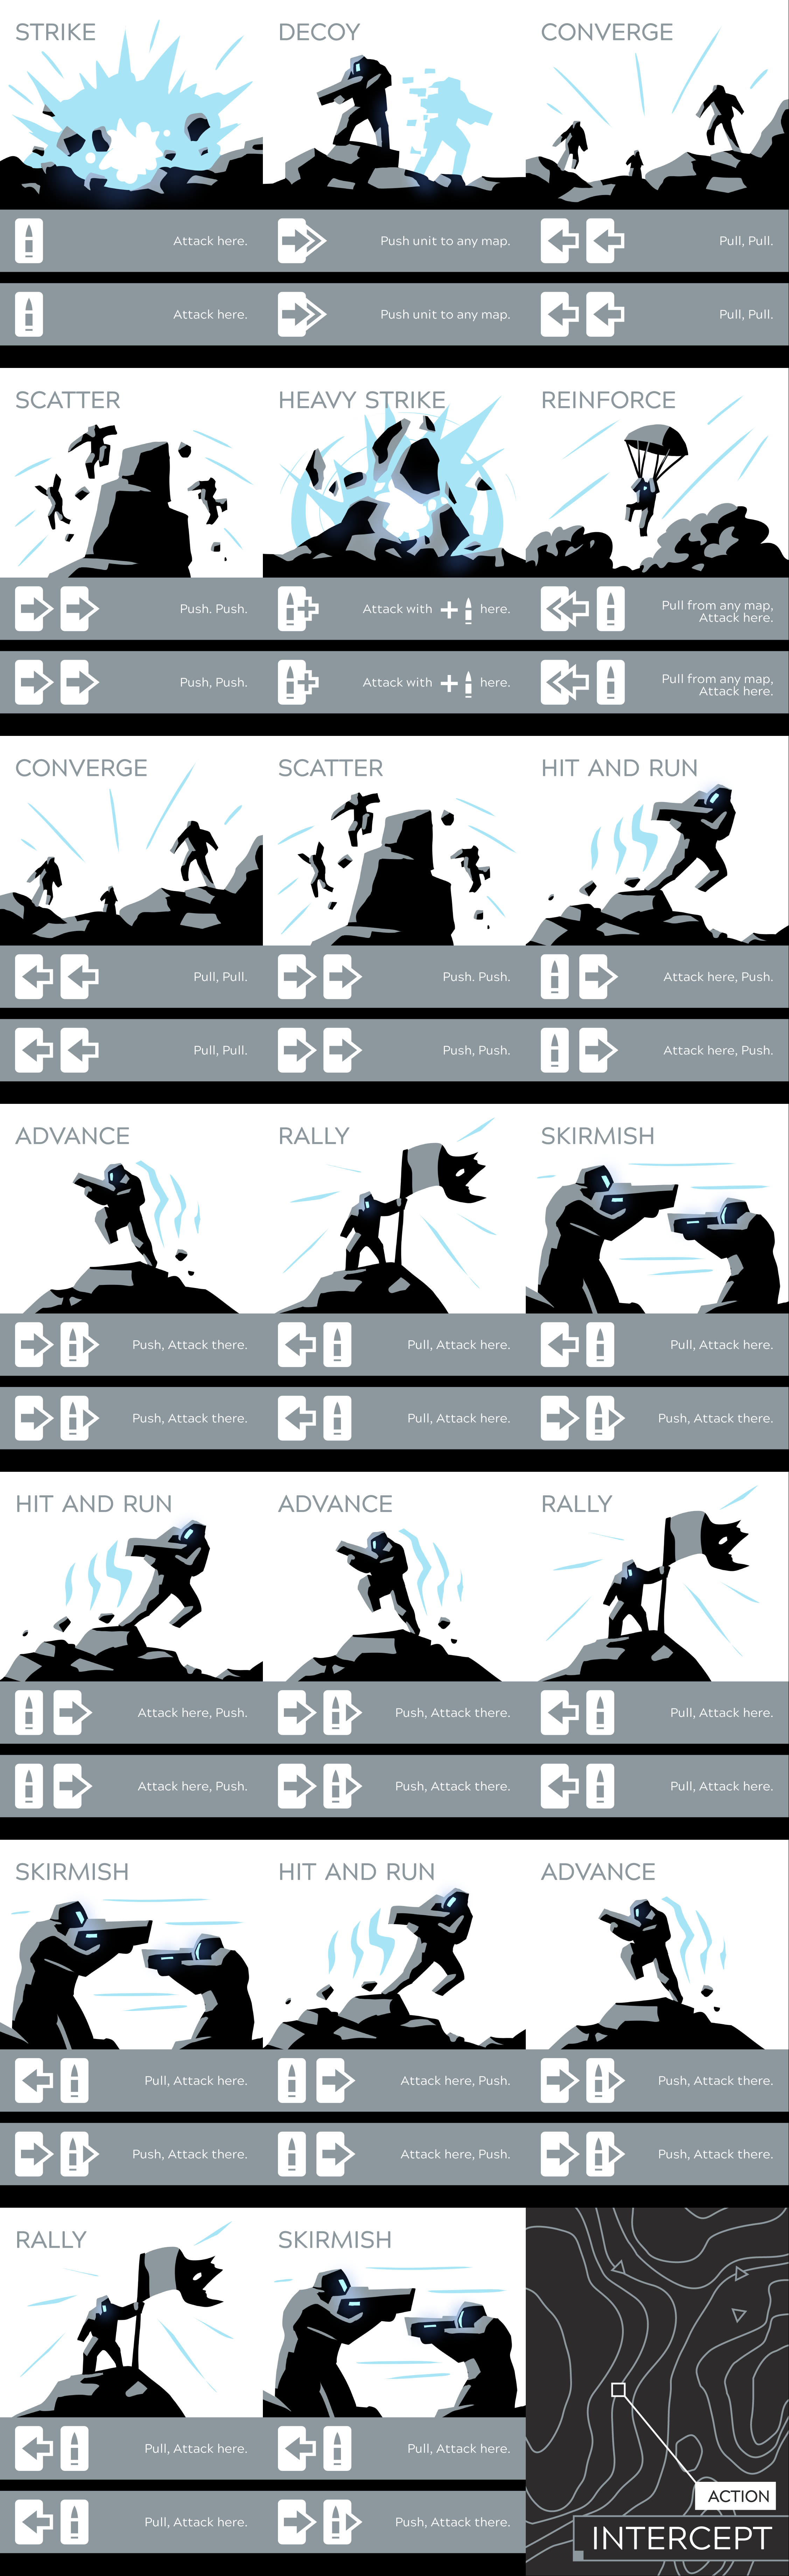 STRIKE
Attack here.
Attack here.
DECOY
Push unit to any map.
Push unit to any map.
CONVERGE
Pull, Pull.
Pull, Pull.
SCATTER
Push. Push.
Push, Push.
HEAVY STRIKE
Attack with + here.
Attack with + here.
REINFORCE
Pull from any map,
Attack here.
Pull from any map,
Attack here.
CONVERGE
Pull, Pull.
Pull, Pull.
SCATTER
Push. Push.
Push, Push.
HIT AND RUN
Attack here, Push.
Attack here, Push.
ADVANCE
Push, Attack there.
Push, Attack there.
RALLY
Pull, Attack here.
Pull, Attack here.
SKIRMISH
Pull, Attack here.
Push, Attack there.
HIT AND RUN
Attack here, Push.
Attack here, Push.
ADVANCE
Push, Attack there.
Push, Attack there.
RALLY
Pull, Attack here.
Pull, Attack here.
SKIRMISH
Pull, Attack here.
Push, Attack there.
HIT AND RUN
Attack here, Push.
Attack here, Push.
ADVANCE
Push, Attack there.
Push, Attack there.
RALLY
Pull, Attack here.
Pull, Attack here.
SKIRMISH
Pull, Attack here.
Push, Attack there.
ACTION
INTERCEPT